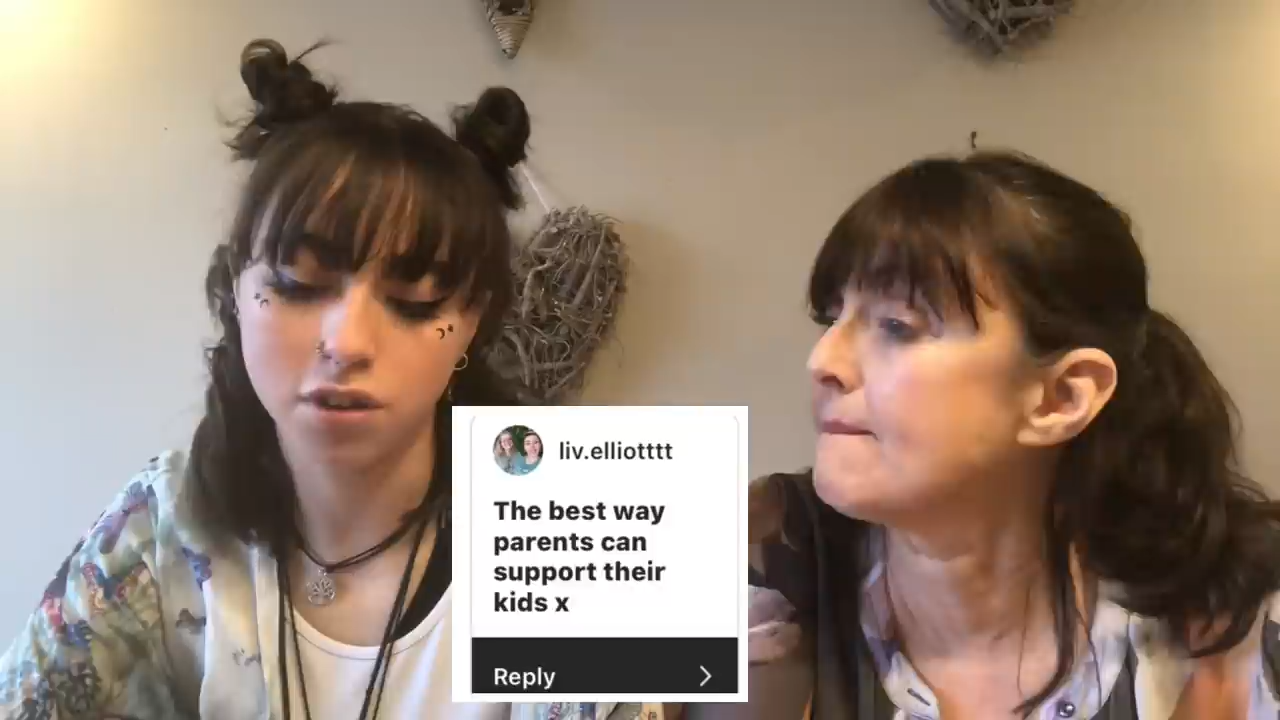 liv.elliotttt
The best way
parents can
support their
kids x
Reply